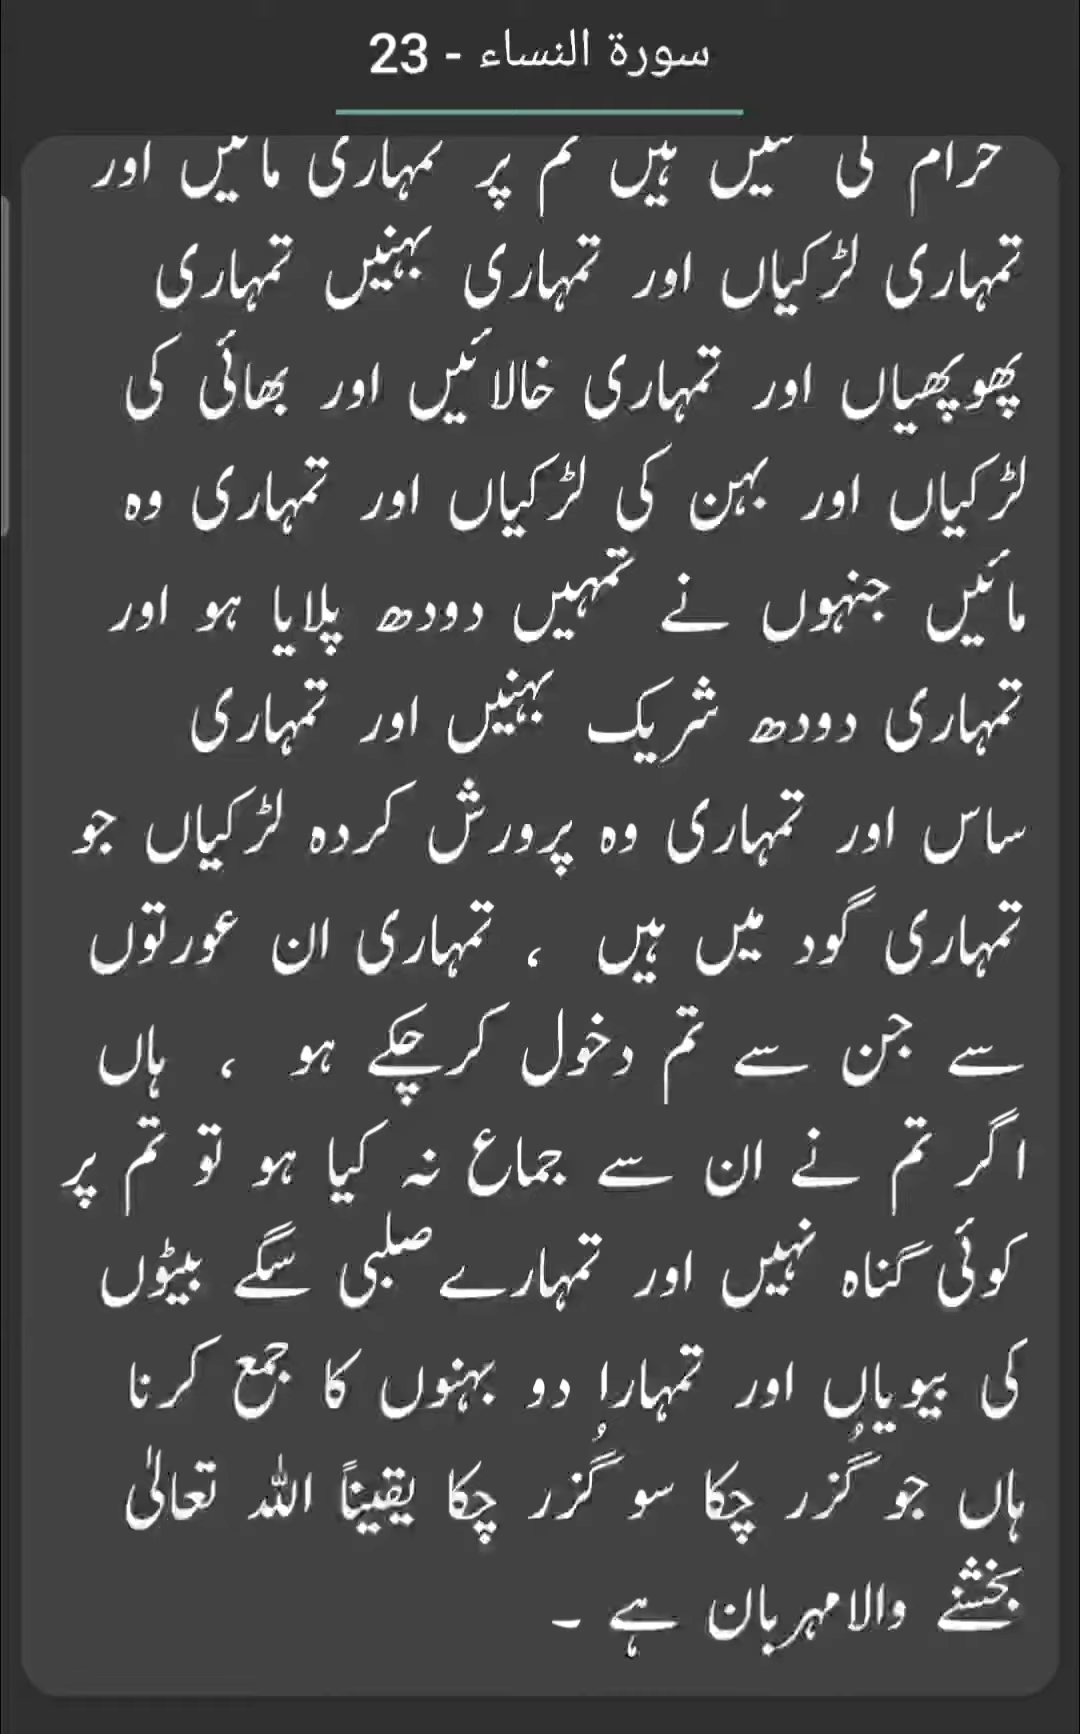 سورة النساء - 23
حرام کی گئیں ہیں تم پر تمہاری مائیں اور
تمہاری لڑکیاں اور تمہاری بہنیں تمہاری
پھوپھیاں اور تمہاری خالائیں اور بھائی کی
لڑکیاں اور بہن کی لڑکیاں اور تمہاری وہ
مائیں جنہوں نے تمہیں دودھ پلایا ہو اور
تمہاری دودھ شریک بہنیں اور تمہاری
ساس اور تمہاری وہ پرورش کردہ لڑکیاں جو
تمہاری گود میں ہیں ، تمہاری ان عورتوں
سے جن سے تم دخول کرچکے ہو ، ہاں
اگر تم نے ان سے جماع نہ کیا ہو تو تم پر
کوئی گناہ نہیں اور تمہارے صلبی سگے بیٹوں
کی بیویاں اور تمہارا دو بہنوں کا جمع کرنا
ہاں جو گُزر چکا سو گُزر چکا یقیناً اللہ تعالٰی
بخشنے والا مہربان ہے ۔